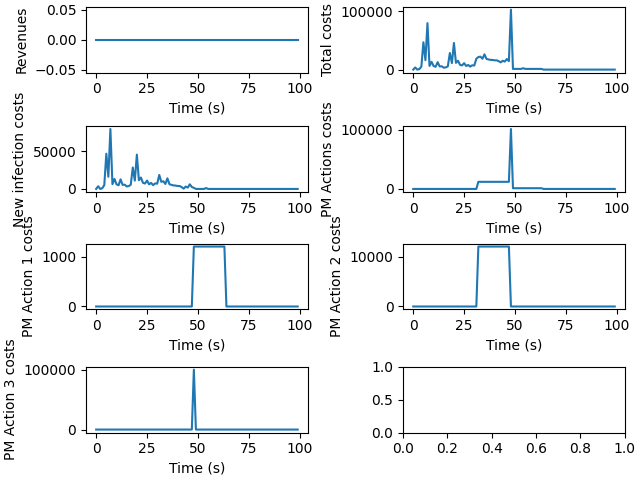 Revenues
0.05
0.00
−0.05
0 25 50 75 100
Time (s)
Total costs
100000
0
0 25 50 75 100
Time (s)
New infection costs
50000
0
0 25 50 75 100
Time (s)
PM Actions costs
100000
0
0 25 50 75 100
Time (s)
PM Action 1 costs
1000
0
0 25 50 75 100
Time (s)
PM Action 2 costs
10000
0
0 25 50 75 100
Time (s)
PM Action 3 costs
100000
0
0 25 50 75 100
Time (s)
1.0
0.5
0.0
0.0 0.2 0.4 0.6 0.8 1.0